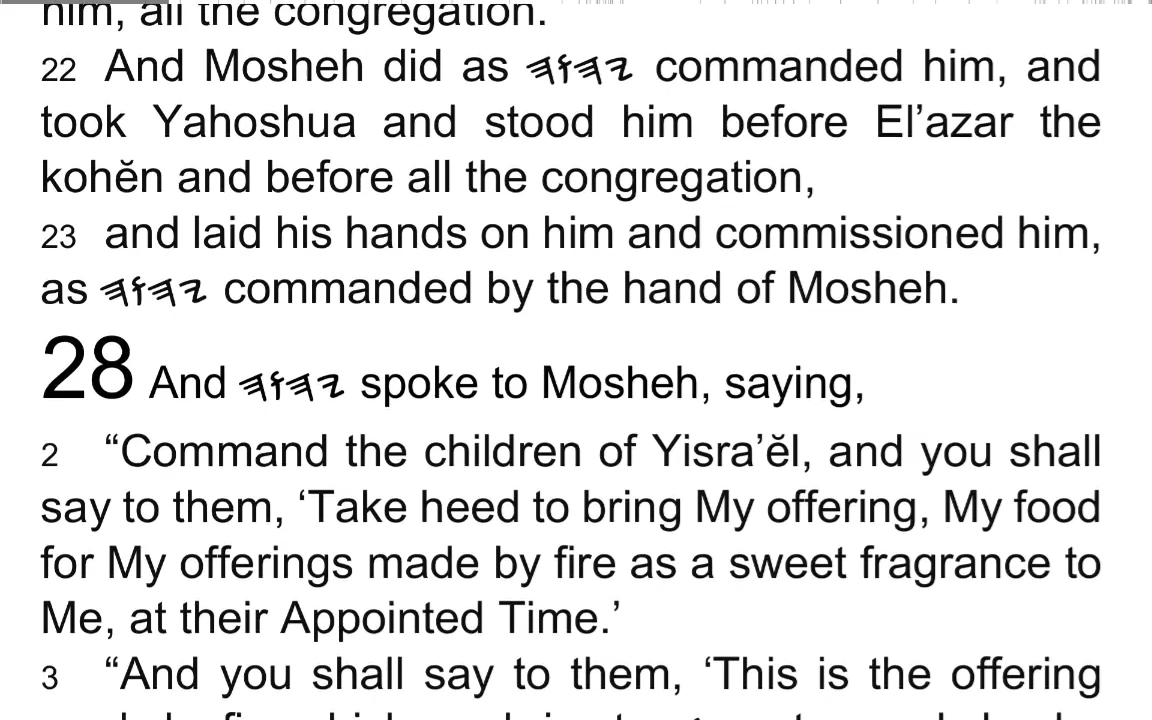 him, all the congregation.
22 And Mosheh did as 𐤉𐤄𐤅𐤄 commanded him, and
took Yahoshua and stood him before El’azar the
kohĕn and before all the congregation,
23 and laid his hands on him and commissioned him,
as 𐤉𐤄𐤅𐤄 commanded by the hand of Mosheh.
28 And 𐤉𐤄𐤅𐤄 spoke to Mosheh, saying,
2 “Command the children of Yisra’ĕl, and you shall
say to them, ‘Take heed to bring My offering, My food
for My offerings made by fire as a sweet fragrance to
Me, at their Appointed Time.’
3 “And you shall say to them, ‘This is the offering